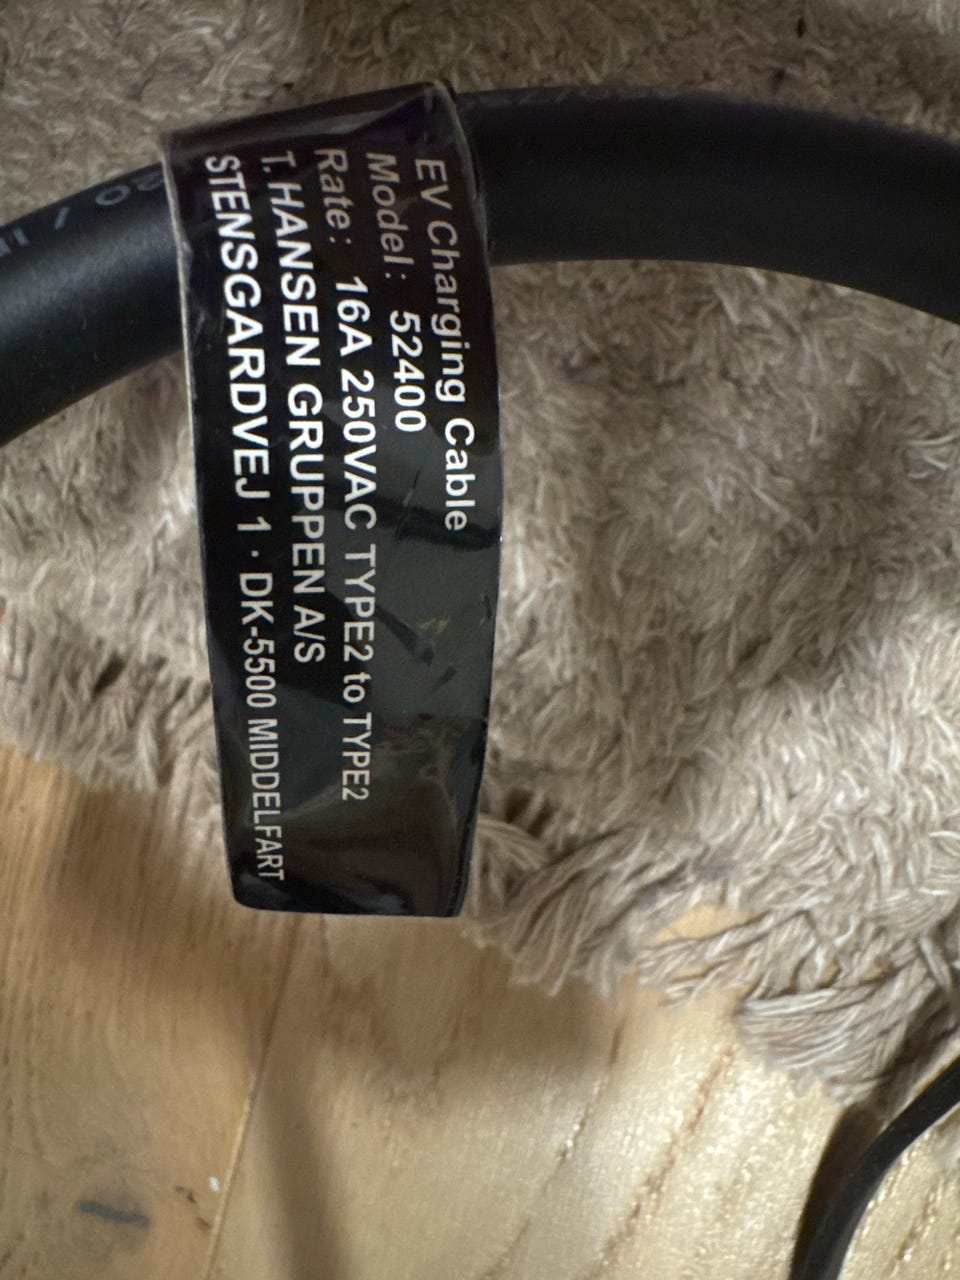 EV Charging Cable
Model: 52400
Rate: 16A 250VAC TYPE2 to TYPE2
T. HANSEN GRUPPEN A/S
STENSGARDVEJ 1 · DK-5500 MIDDELFART